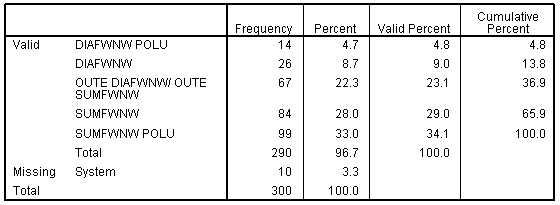 Frequency Percent Valid Percent Cumulative Percent
Valid DIAFWNW POLU 14 4.7 4.8 4.8
DIAFWNW 26 8.7 9.0 13.8
OUTE DIAFWNW/ OUTE SUMFWNW 67 22.3 23.1 36.9
SUMFWNW 84 28.0 29.0 65.9
SUMFWNW POLU 99 33.0 34.1 100.0
Total 290 96.7 100.0
Missing System 10 3.3
Total 300 100.0